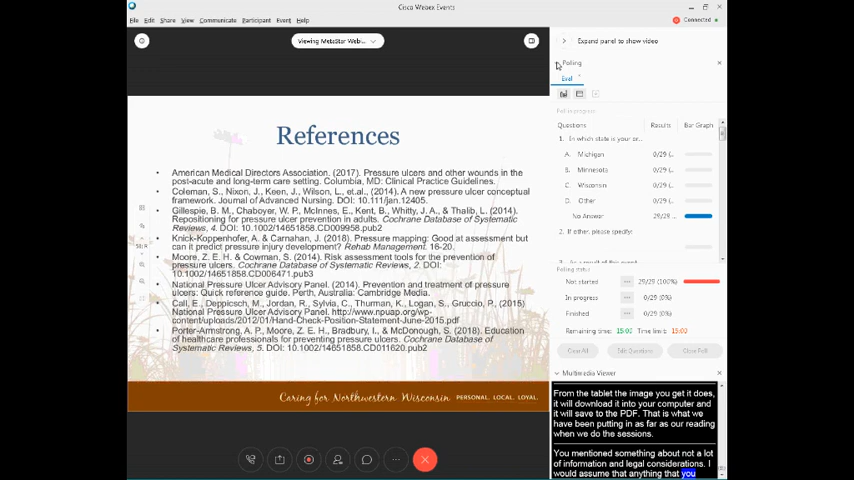 Cisco Webex Events
File Edit Share View Communicate Participant Event Help
Connected
Viewing MetaStar Web...
Expand panel to show video
Polling
Eval
Poll in progress
Questions Results Bar Graph
1. In which state is your or...
A. Michigan 0/29 (...
B. Minnesota 0/29 (...
C. Wisconsin 0/29 (...
D. Other 0/29 (...
No Answer 29/29 ...
2. If other, please specify:
3. As a result of this event
Polling status
Not started 29/29 (100%)
In progress 0/29 (0%)
Finished 0/29 (0%)
Remaining time: 15:00 Time limit: 15:00
Clear All Edit Questions Close Poll
Multimedia Viewer
From the tablet the image you get it does,
it will download it into your computer and
it will save to the PDF. That is what we
have been putting in as far as our reading
when we do the sessions.
You mentioned something about not a lot
of information and legal considerations. I
would assume that anything that you
References
• American Medical Directors Association. (2017). Pressure ulcers and other wounds in the
post-acute and long-term care setting. Columbia, MD: Clinical Practice Guidelines.
• Coleman, S., Nixon, J., Keen, J., Wilson, L., et.al., (2014). A new pressure ulcer conceptual
framework. Journal of Advanced Nursing. DOI: 10.111/jan.12405.
• Gillespie, B. M., Chaboyer, W. P., McInnes, E., Kent, B., Whitty, J. A., & Thalib, L. (2014).
Repositioning for pressure ulcer prevention in adults. Cochrane Database of Systematic
Reviews, 4. DOI: 10.1002/14651858.CD009958.pub2
• Knick-Koppenhofer, A. & Carnahan, J. (2018). Pressure mapping: Good at assessment but
can it predict pressure injury development? Rehab Management. 16-20.
• Moore, Z. E. H. & Cowman, S. (2014). Risk assessment tools for the prevention of
pressure ulcers. Cochrane Database of Systematic Reviews, 2. DOI:
10.1002/14651858.CD006471.pub3
• National Pressure Ulcer Advisory Panel. (2014). Prevention and treatment of pressure
ulcers: Quick reference guide. Perth, Australia: Cambridge Media.
• Call, E., Deppicsch, M., Jordan, R., Sylvia, C., Thurman, K., Logan, S., Gruccio, P., (2015)
National Pressure Ulcer Advisory Panel. http://www.npuap.org/wp-
content/uploads/2012/01/Hand-Check-Position-Statement-June-2015.pdf
• Porter-Armstrong, A. P., Moore, Z. E. H., Bradbury, I., & McDonough, S. (2018). Education
of healthcare professionals for preventing pressure ulcers. Cochrane Database of
Systematic Reviews, 5. DOI: 10.1002/14651858.CD011620.pub2
Caring for Northwestern Wisconsin PERSONAL. LOCAL. LOYAL.